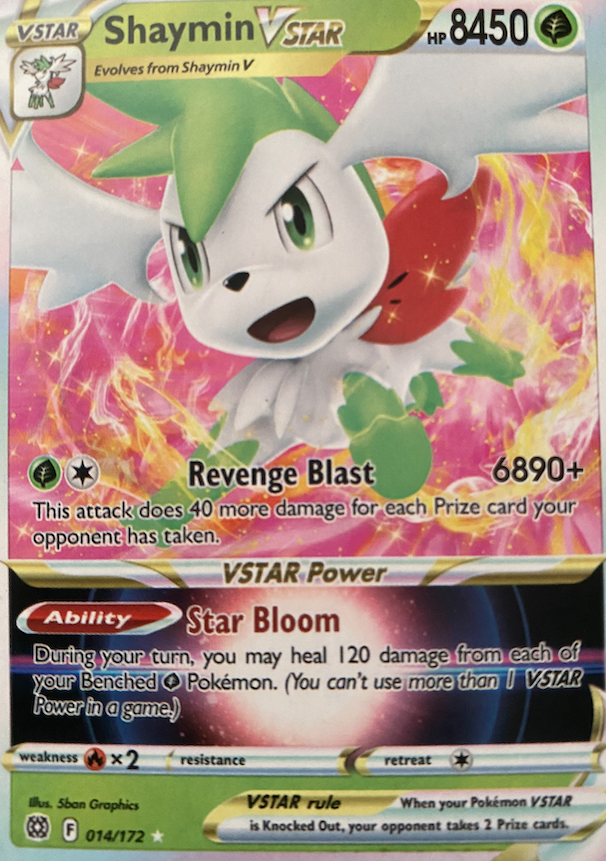 VSTAR Shaymin VSTAR HP 8450
Evolves from Shaymin V
Revenge Blast 6890+
This attack does 40 more damage for each Prize card your
opponent has taken.
VSTAR Power
Ability Star Bloom
During your turn, you may heal 120 damage from each of
your Benched Pokémon. (You can't use more than 1 VSTAR
Power in a game.)
weakness ×2 resistance retreat
Illus. 5ban Graphics
VSTAR rule When your Pokémon VSTAR
is Knocked Out, your opponent takes 2 Prize cards.
F 014/172